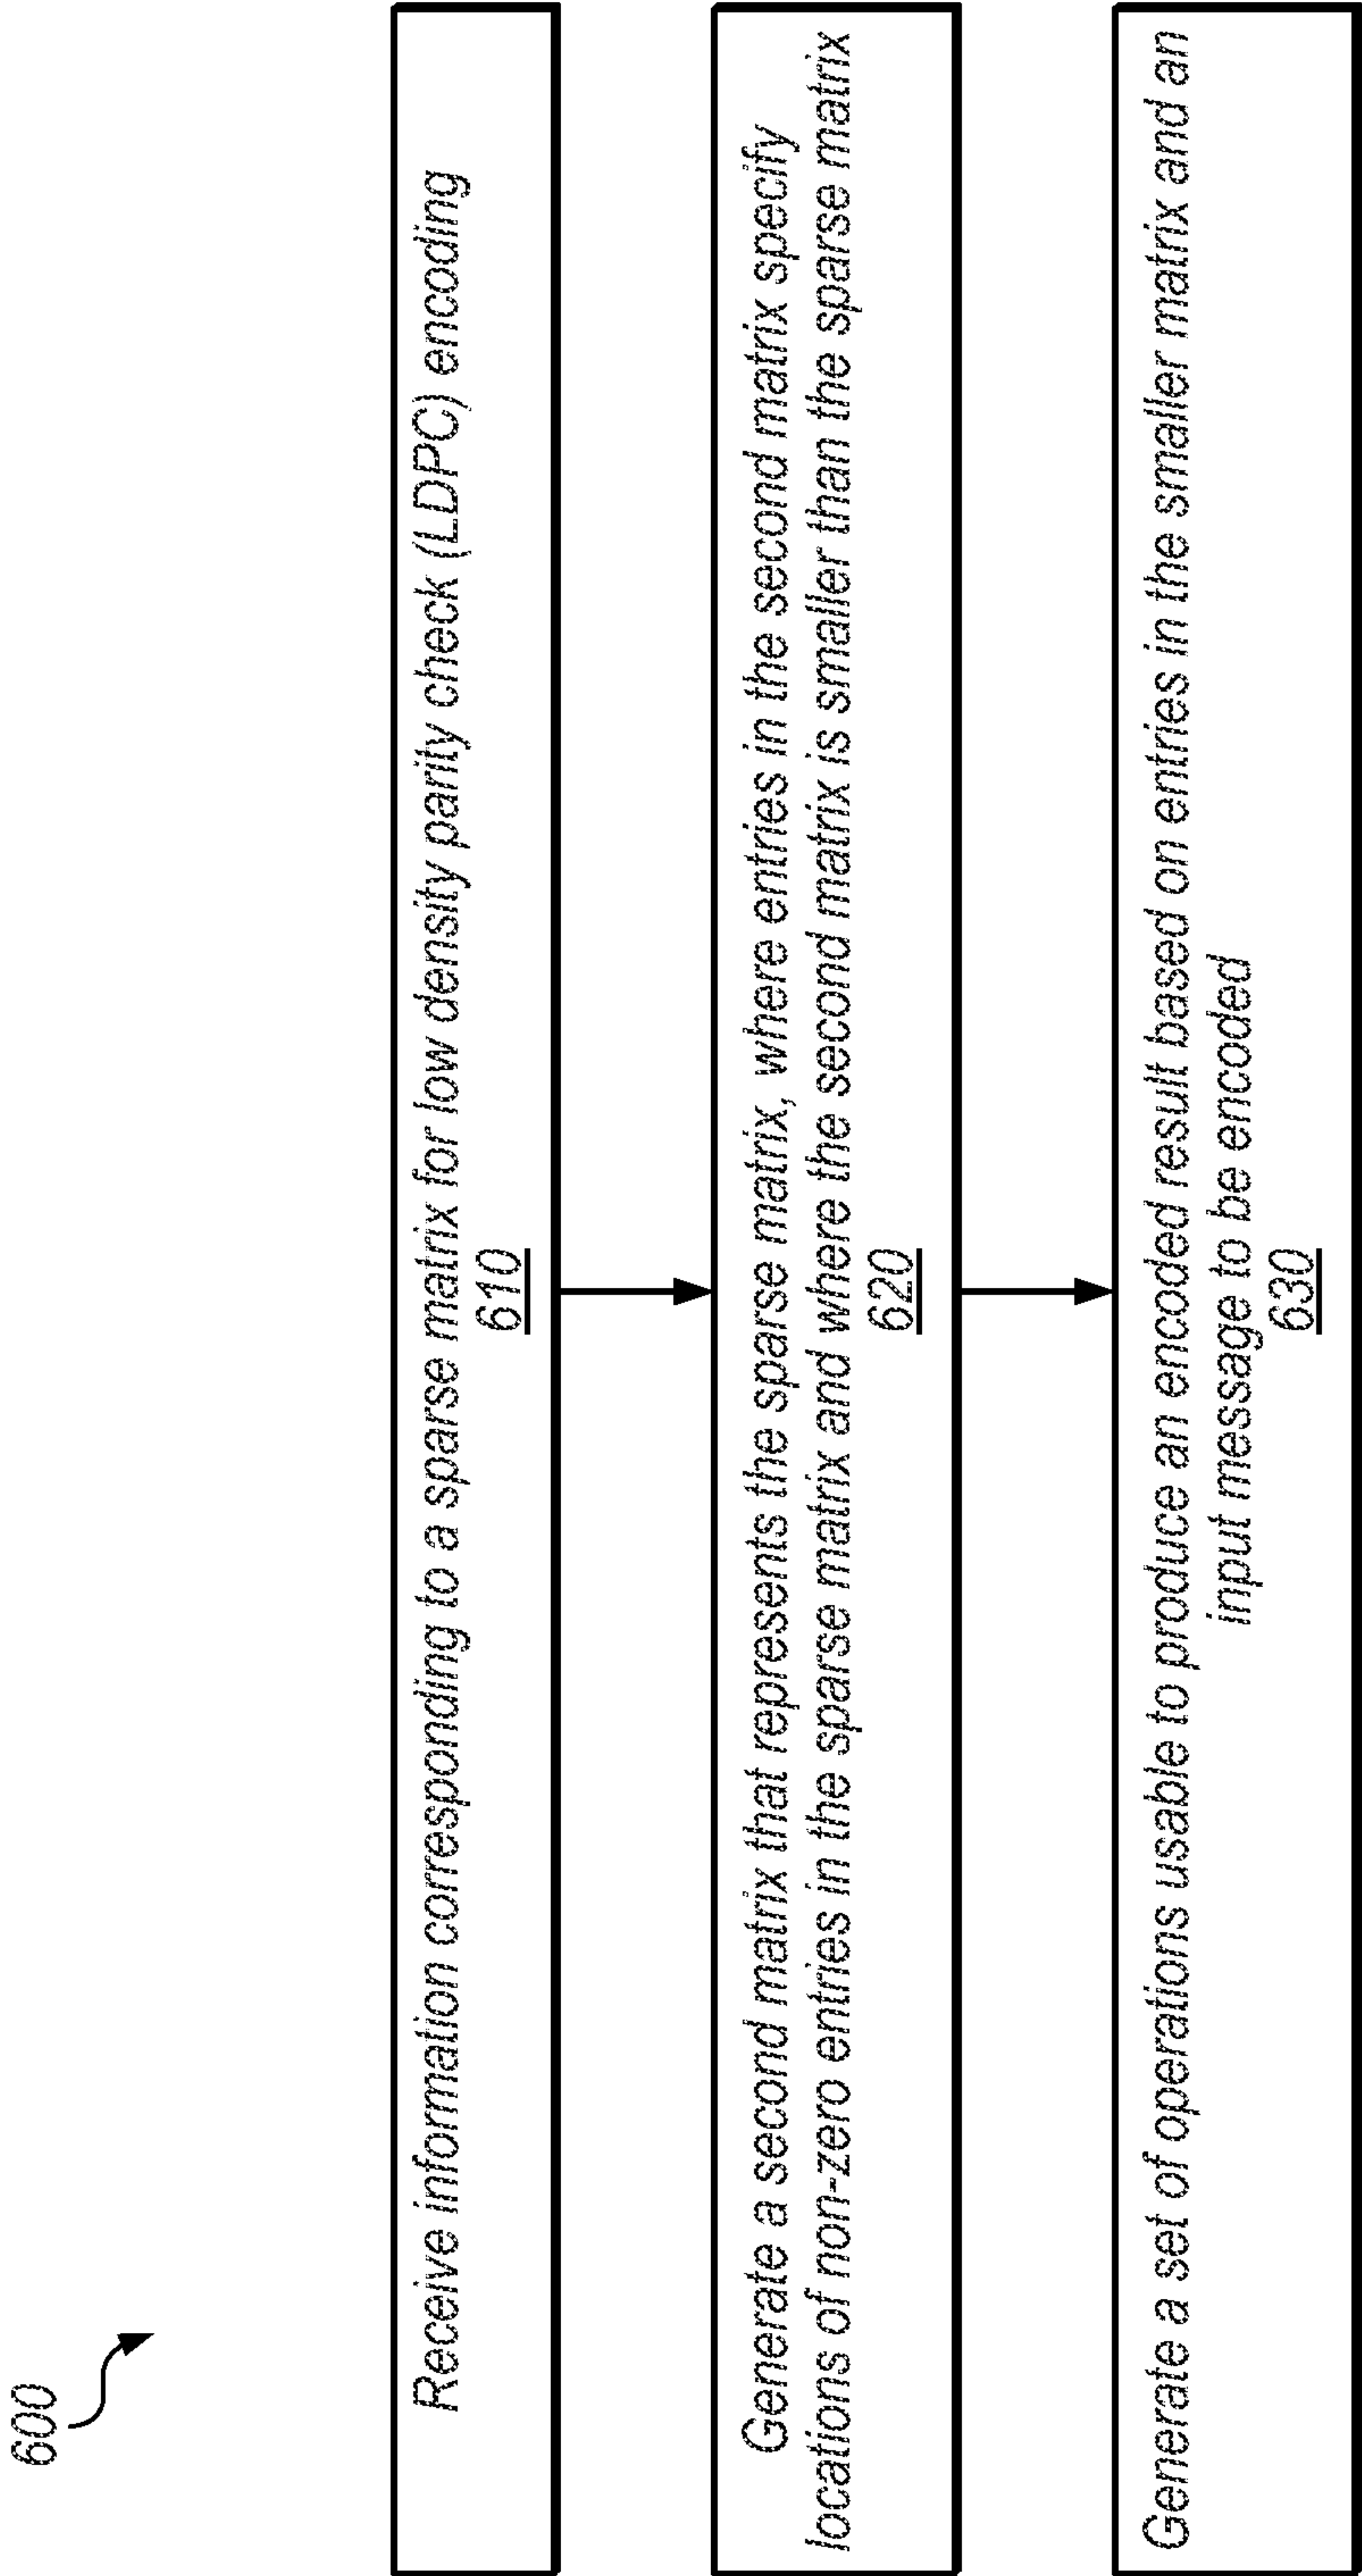 600
Receive information corresponding to a sparse matrix for low density parity check (LDPC) encoding
610
Generate a second matrix that represents the sparse matrix, where entries in the second matrix specify
locations of non-zero entries in the sparse matrix and where the second matrix is smaller than the sparse matrix
620
Generate a set of operations usable to produce an encoded result based on entries in the smaller matrix and an
input message to be encoded
630